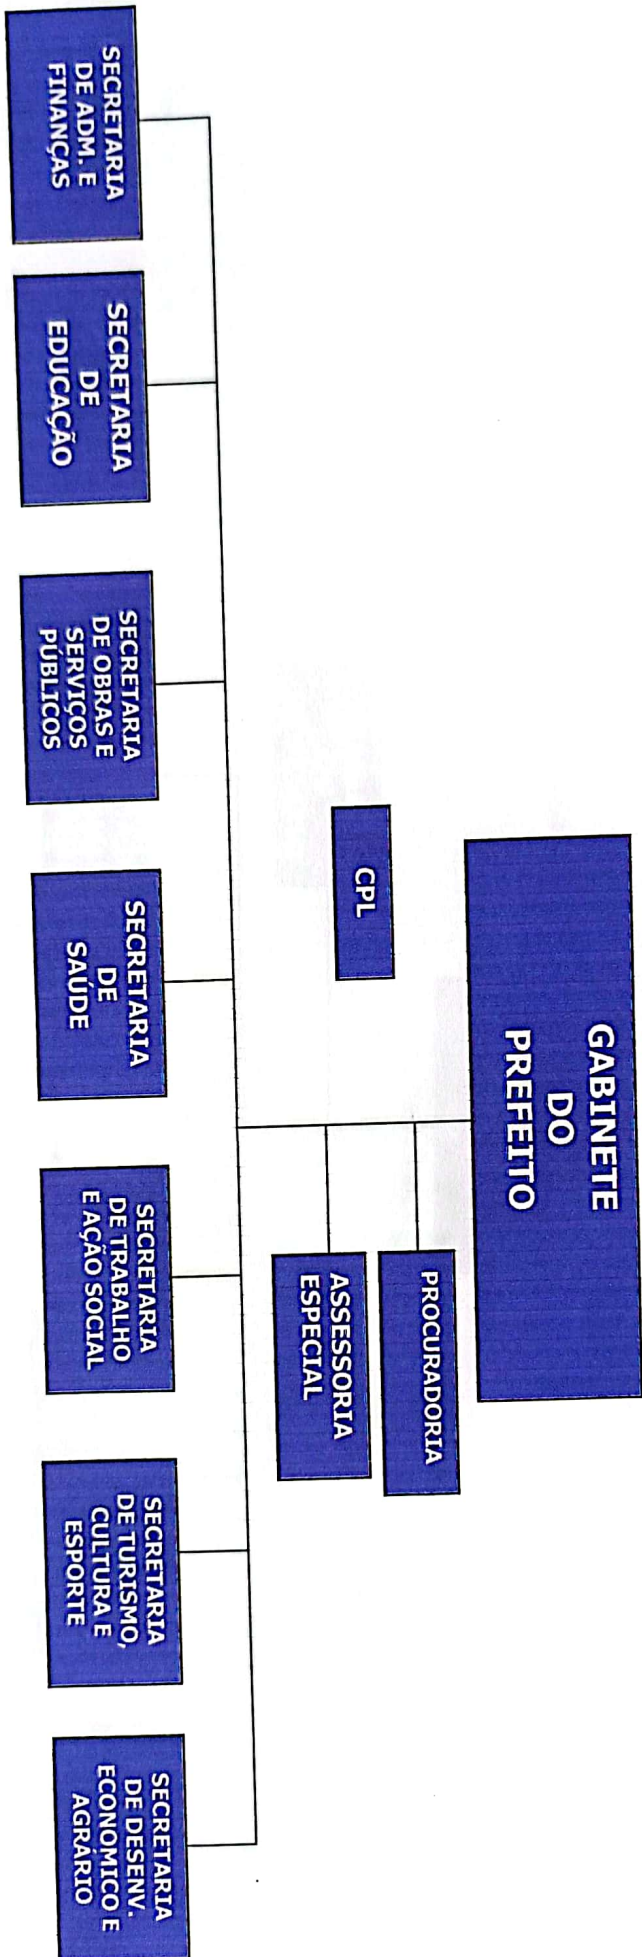 GABINETE
DO
PREFEITO
PROCURADORIA
CPL
ASSESSORIA
ESPECIAL
SECRETARIA
DE ADM. E
FINANÇAS
SECRETARIA
DE
EDUCAÇÃO
SECRETARIA
DE OBRAS E
SERVIÇOS
PÚBLICOS
SECRETARIA
DE
SAÚDE
SECRETARIA
DE TRABALHO
E AÇÃO SOCIAL
SECRETARIA
DE TURISMO,
CULTURA E
ESPORTE
SECRETARIA
DE DESENV.
ECONOMICO E
AGRÁRIO